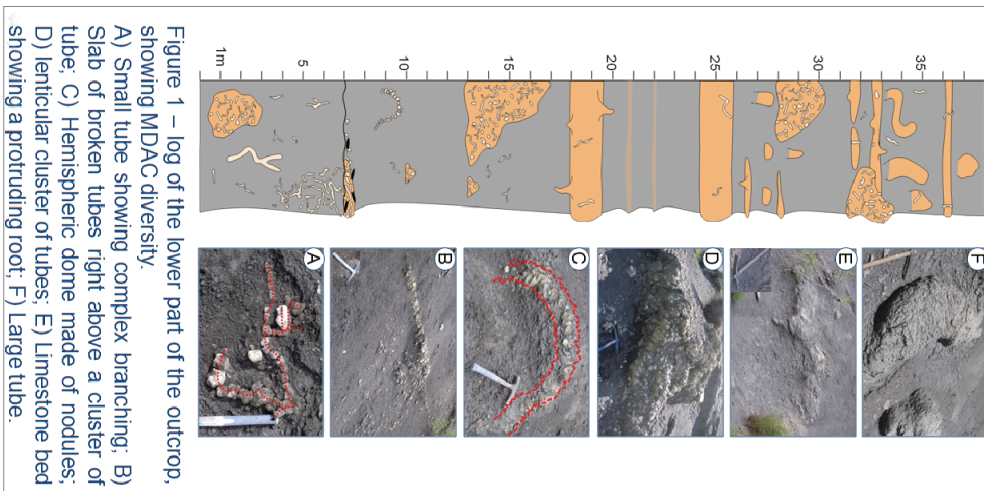 Figure 1 – log of the lower part of the outcrop,
showing MDAC diversity.
A) Small tube showing complex branching; B)
Slab of broken tubes right above a cluster of
tube; C) Hemispheric dome made of nodules;
D) lenticular cluster of tubes; E) Limestone bed
showing a protruding root; F) Large tube.
1m
5
10
15
20
25
30
35
A
B
C
D
E
F